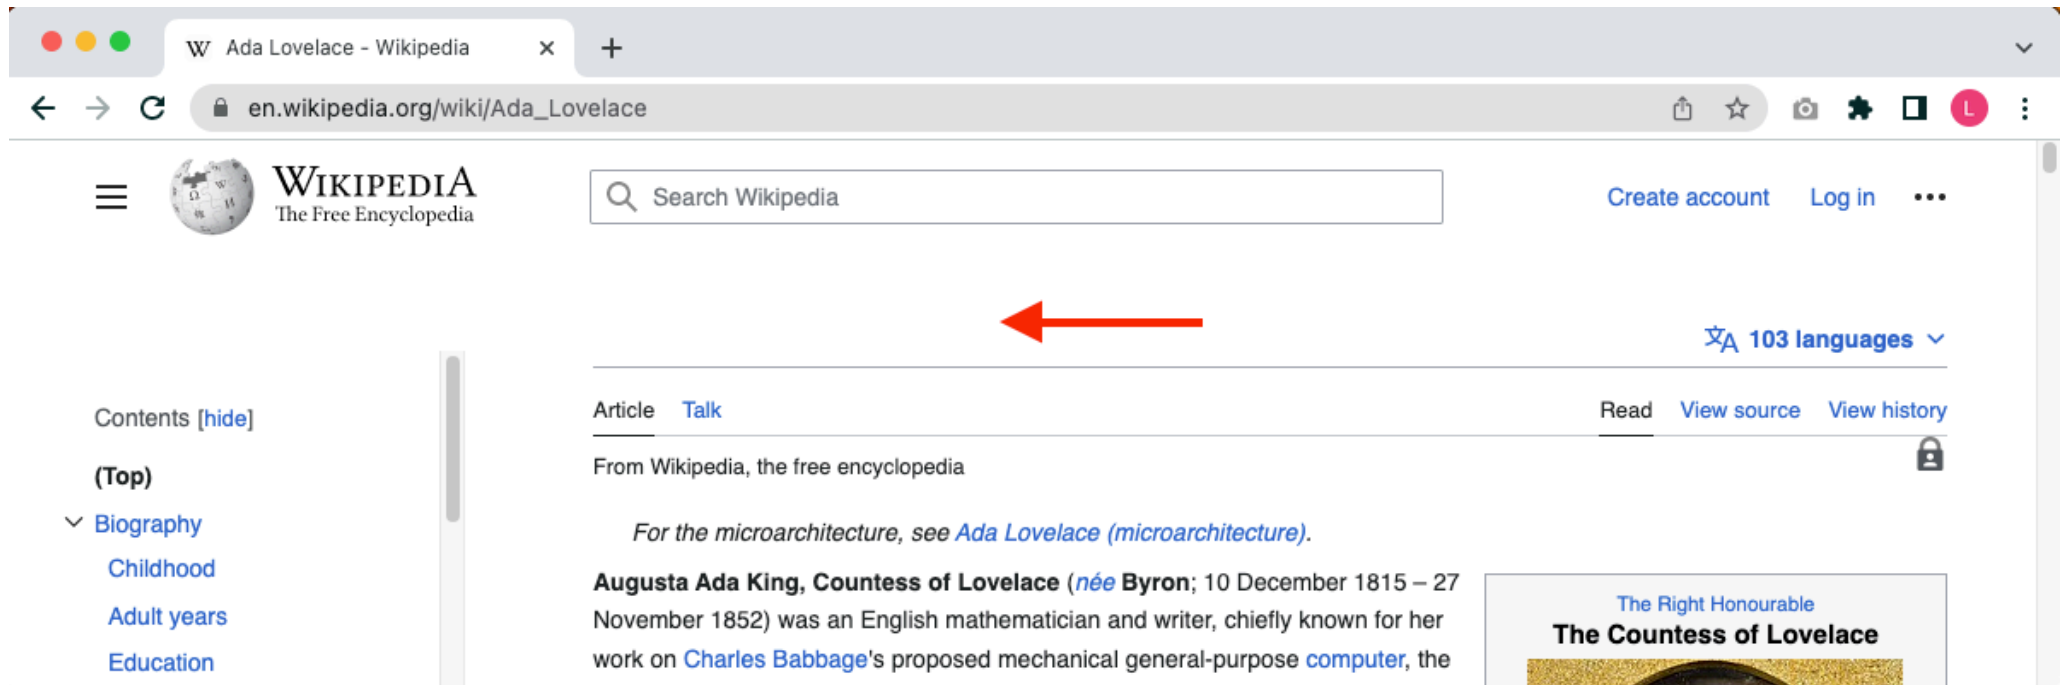 W Ada Lovelace - Wikipedia
en.wikipedia.org/wiki/Ada_Lovelace
L
WIKIPEDIA
The Free Encyclopedia
Search Wikipedia
Create account Log in
文A 103 languages
Contents [hide]
(Top)
Biography
Childhood
Adult years
Education
Article Talk
Read View source View history
From Wikipedia, the free encyclopedia
For the microarchitecture, see Ada Lovelace (microarchitecture).
Augusta Ada King, Countess of Lovelace (née Byron; 10 December 1815 – 27
November 1852) was an English mathematician and writer, chiefly known for her
work on Charles Babbage's proposed mechanical general-purpose computer, the
The Right Honourable
The Countess of Lovelace